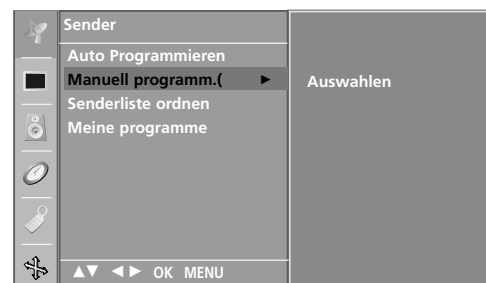 Sender
Auto Programmieren
Manuell programm.( ►
Auswahlen
Senderliste ordnen
Meine programme
▲▼ ◄► OK MENU